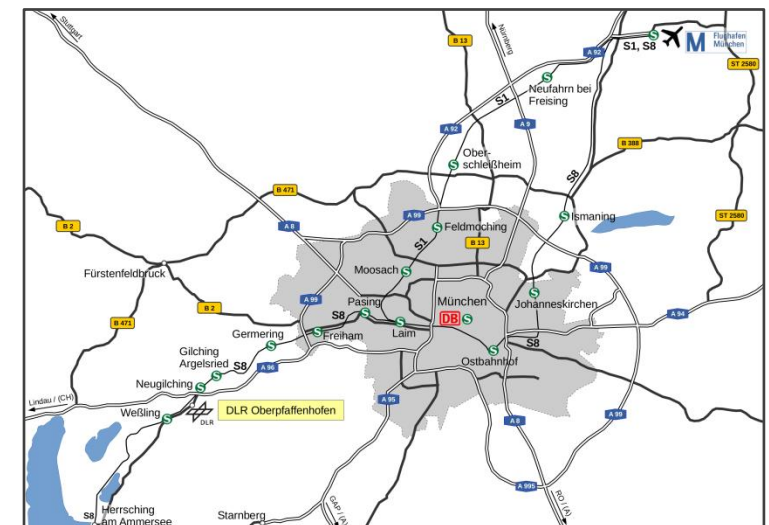 Stuttgart
B 13
Nürnberg
A 92
S1, S8
M Flughafen
München
ST 2580
Neufahrn bei
Freising
S1
A 92
A 9
B 388
Ober-
schleißheim
S8
B 471
A 99
Ismaning
ST 2580
B 2
A 8
Feldmoching
B 13
S1
Fürstenfeldbruck
Moosach
A 99
A 99
Pasing
München
Johanneskirchen
B 2
S8
DB
A 94
B 471
Germering
Freiham
Laim
S8
Gilching
Argelsried
Ostbahnhof
S8
A 96
Neugilching
Lindau / (CH)
A 95
Weßling
DLR
DLR Oberpfaffenhofen
A 8
A 99
A 995
S8
Herrsching
am Ammersee
Starnberg
GAP / (A)
RO / (A)